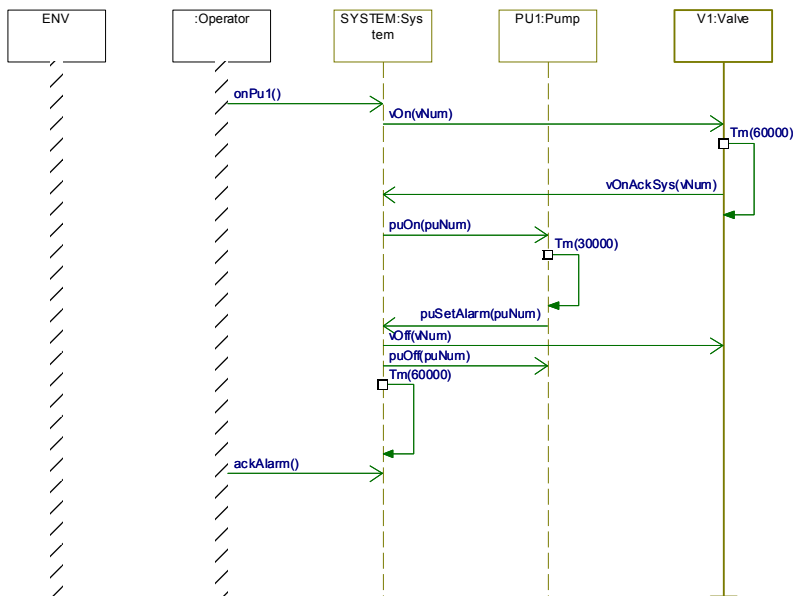 ENV
:Operator
SYSTEM:Sys
tem
PU1:Pump
V1:Valve
onPu1()
vOn(vNum)
Tm(60000)
vOnAckSys(vNum)
puOn(puNum)
Tm(30000)
puSetAlarm(puNum)
vOff(vNum)
puOff(puNum)
Tm(60000)
ackAlarm()